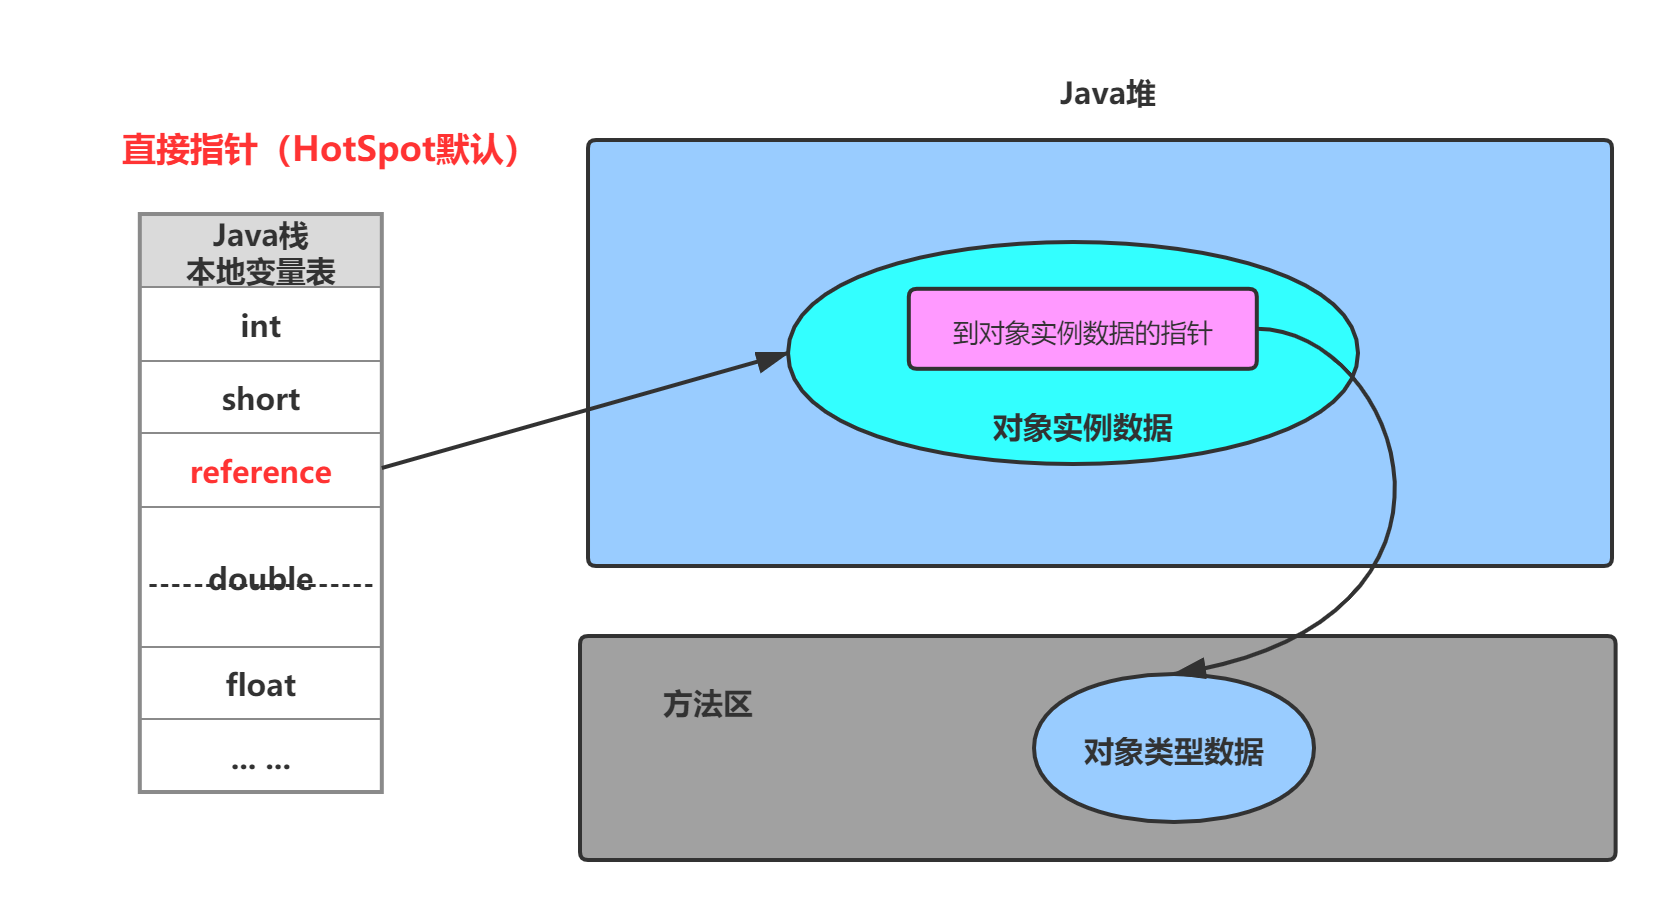 Java堆
直接指针（HotSpot默认）
Java栈
本地变量表
int
short
reference
double
float
... ...
到对象实例数据的指针
对象实例数据
方法区
对象类型数据